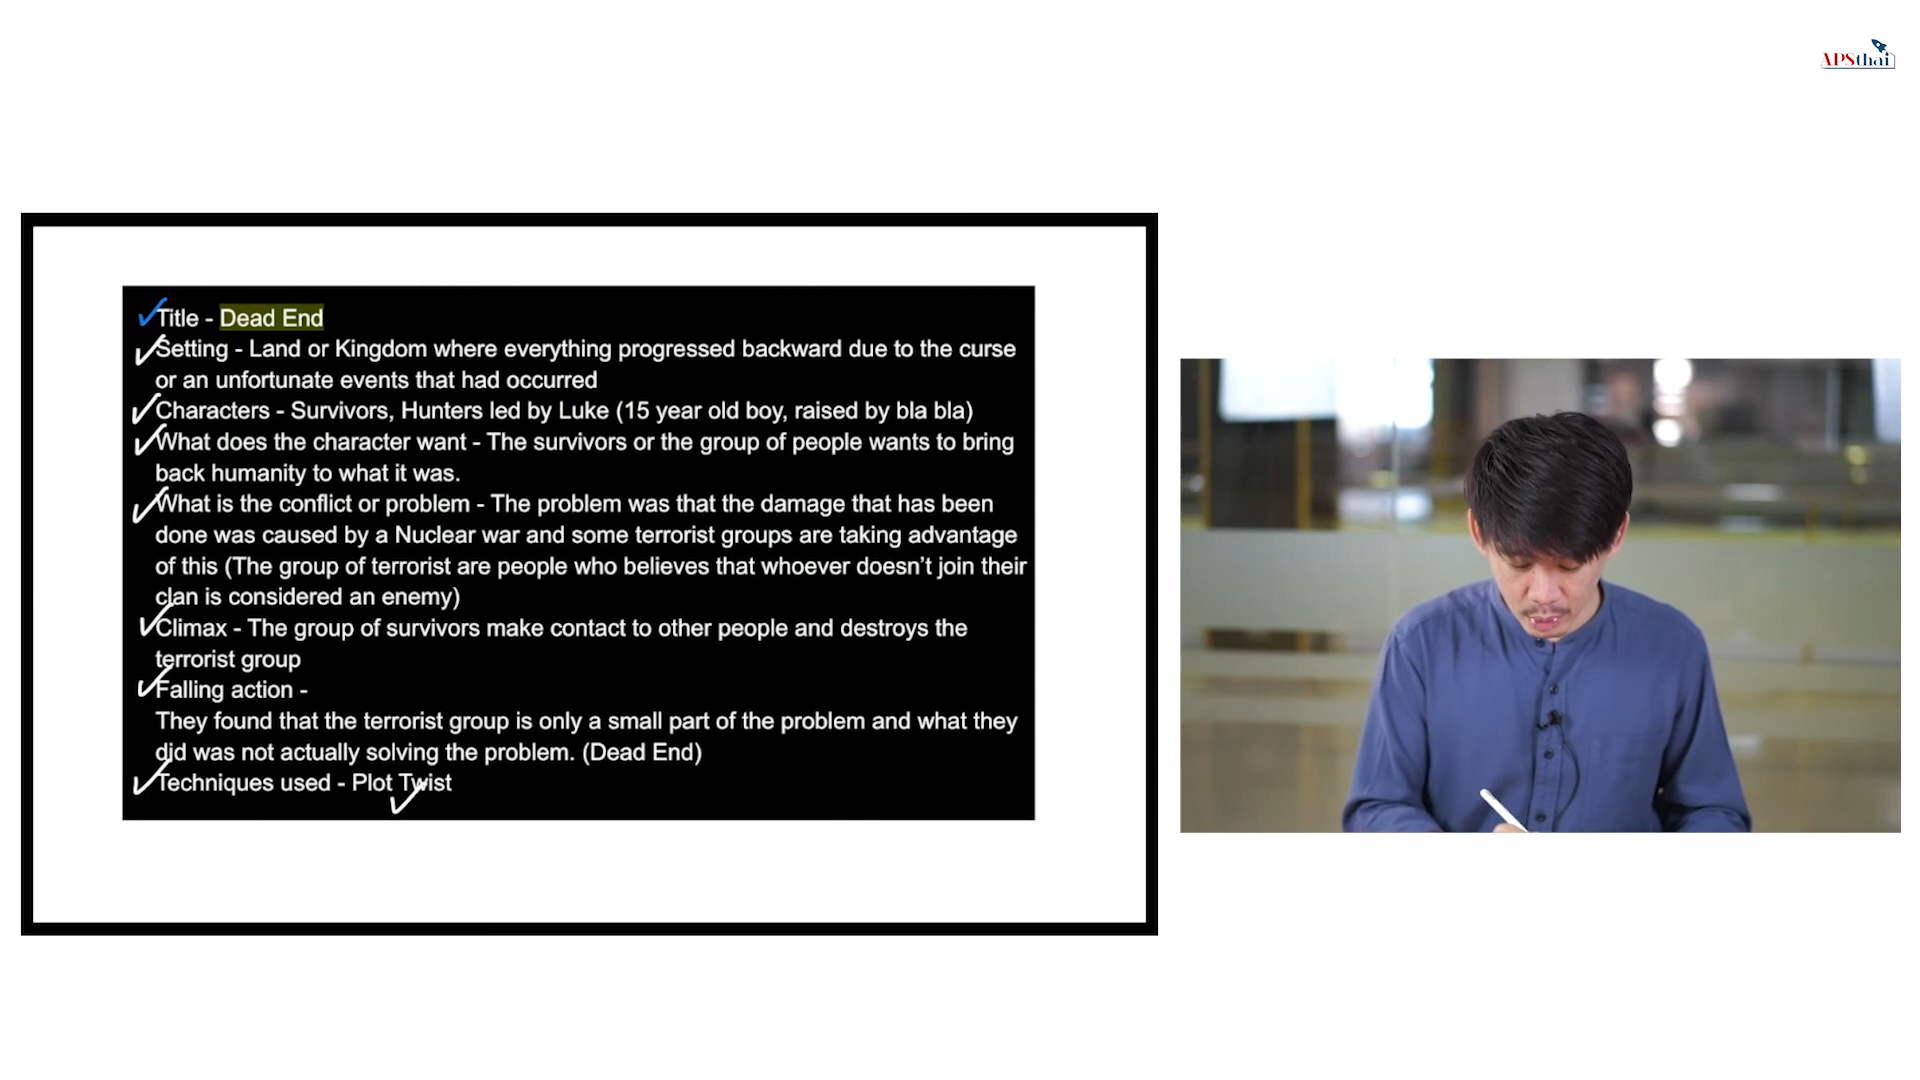 APSthai
Title - Dead End
Setting - Land or Kingdom where everything progressed backward due to the curse
or an unfortunate events that had occurred
Characters - Survivors, Hunters led by Luke (15 year old boy, raised by bla bla)
What does the character want - The survivors or the group of people wants to bring
back humanity to what it was.
What is the conflict or problem - The problem was that the damage that has been
done was caused by a Nuclear war and some terrorist groups are taking advantage
of this (The group of terrorist are people who believes that whoever doesn’t join their
clan is considered an enemy)
Climax - The group of survivors make contact to other people and destroys the
terrorist group
Falling action -
They found that the terrorist group is only a small part of the problem and what they
did was not actually solving the problem. (Dead End)
Techniques used - Plot Twist